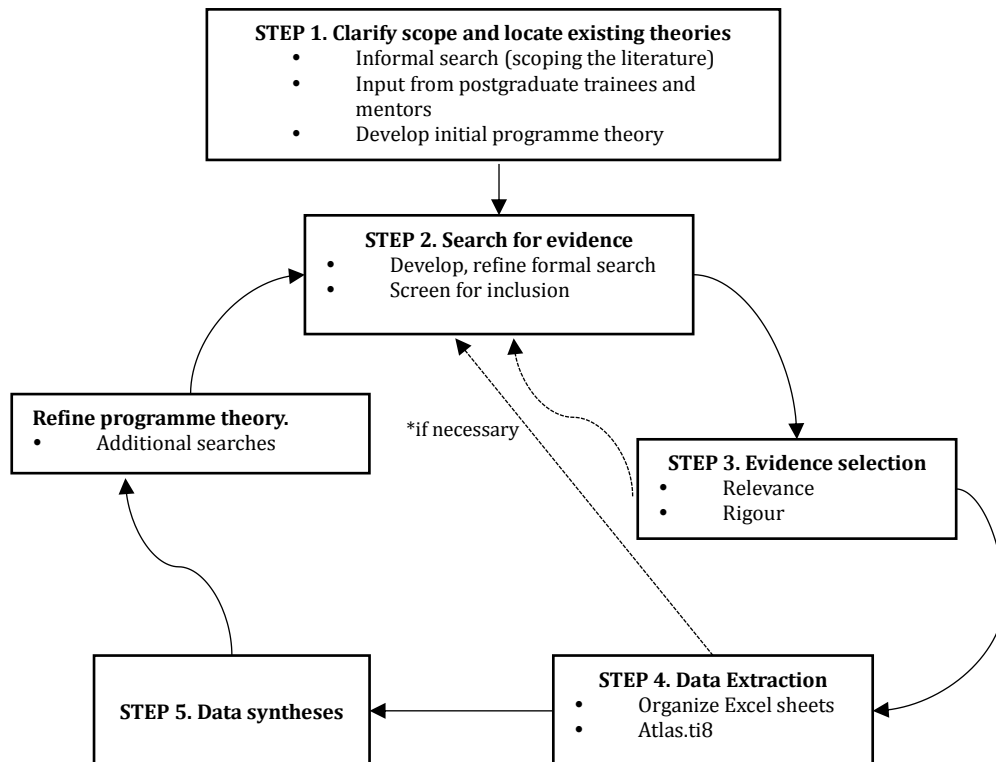 STEP 1. Clarify scope and locate existing theories
• Informal search (scoping the literature)
• Input from postgraduate trainees and
mentors
• Develop initial programme theory
STEP 2. Search for evidence
• Develop, refine formal search
• Screen for inclusion
Refine programme theory.
• Additional searches
*if necessary
STEP 3. Evidence selection
• Relevance
• Rigour
STEP 4. Data Extraction
• Organize Excel sheets
• Atlas.ti8
STEP 5. Data syntheses